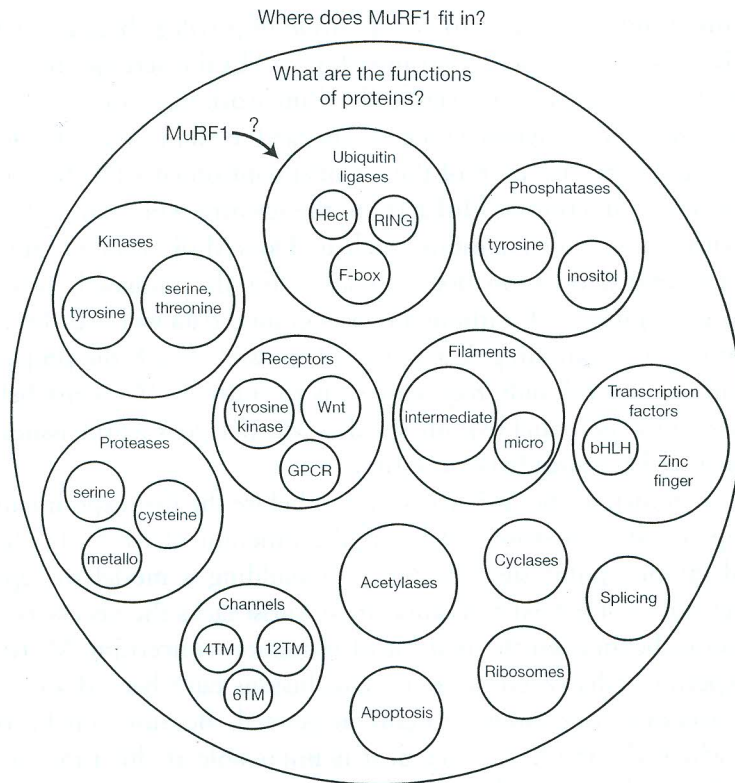 Where does MuRF1 fit in?
What are the functions
of proteins?
MuRF1
?
Ubiquitin
ligases
Hect
RING
F-box
Phosphatases
tyrosine
inositol
Kinases
tyrosine
serine,
threonine
Receptors
tyrosine
kinase
Wnt
GPCR
Filaments
intermediate
micro
Transcription
factors
bHLH
Zinc
finger
Proteases
serine
cysteine
metallo
Acetylases
Cyclases
Splicing
Channels
4TM
12TM
6TM
Ribosomes
Apoptosis